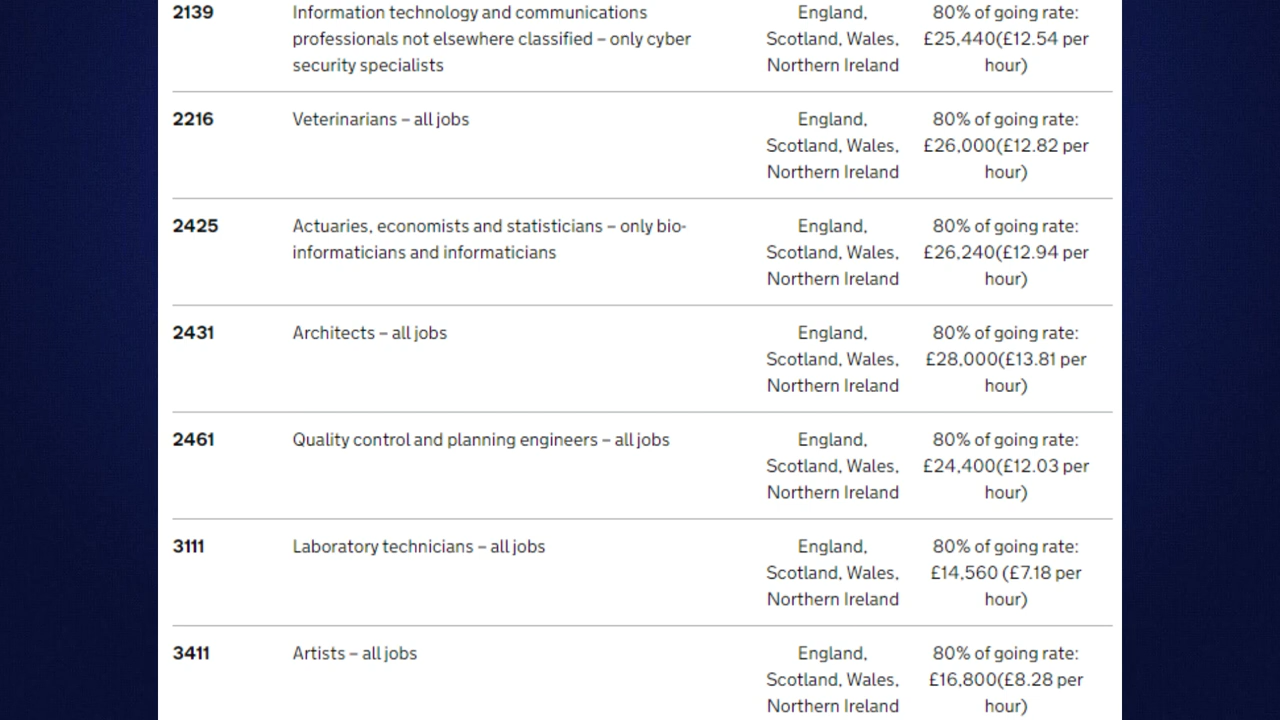 2139
Information technology and communications
professionals not elsewhere classified – only cyber
security specialists
England,
Scotland, Wales,
Northern Ireland
80% of going rate:
£25,440(£12.54 per
hour)
2216
Veterinarians – all jobs
England,
Scotland, Wales,
Northern Ireland
80% of going rate:
£26,000(£12.82 per
hour)
2425
Actuaries, economists and statisticians – only bio-
informaticians and informaticians
England,
Scotland, Wales,
Northern Ireland
80% of going rate:
£26,240(£12.94 per
hour)
2431
Architects – all jobs
England,
Scotland, Wales,
Northern Ireland
80% of going rate:
£28,000(£13.81 per
hour)
2461
Quality control and planning engineers – all jobs
England,
Scotland, Wales,
Northern Ireland
80% of going rate:
£24,400(£12.03 per
hour)
3111
Laboratory technicians – all jobs
England,
Scotland, Wales,
Northern Ireland
80% of going rate:
£14,560 (£7.18 per
hour)
3411
Artists – all jobs
England,
Scotland, Wales,
Northern Ireland
80% of going rate:
£16,800(£8.28 per
hour)